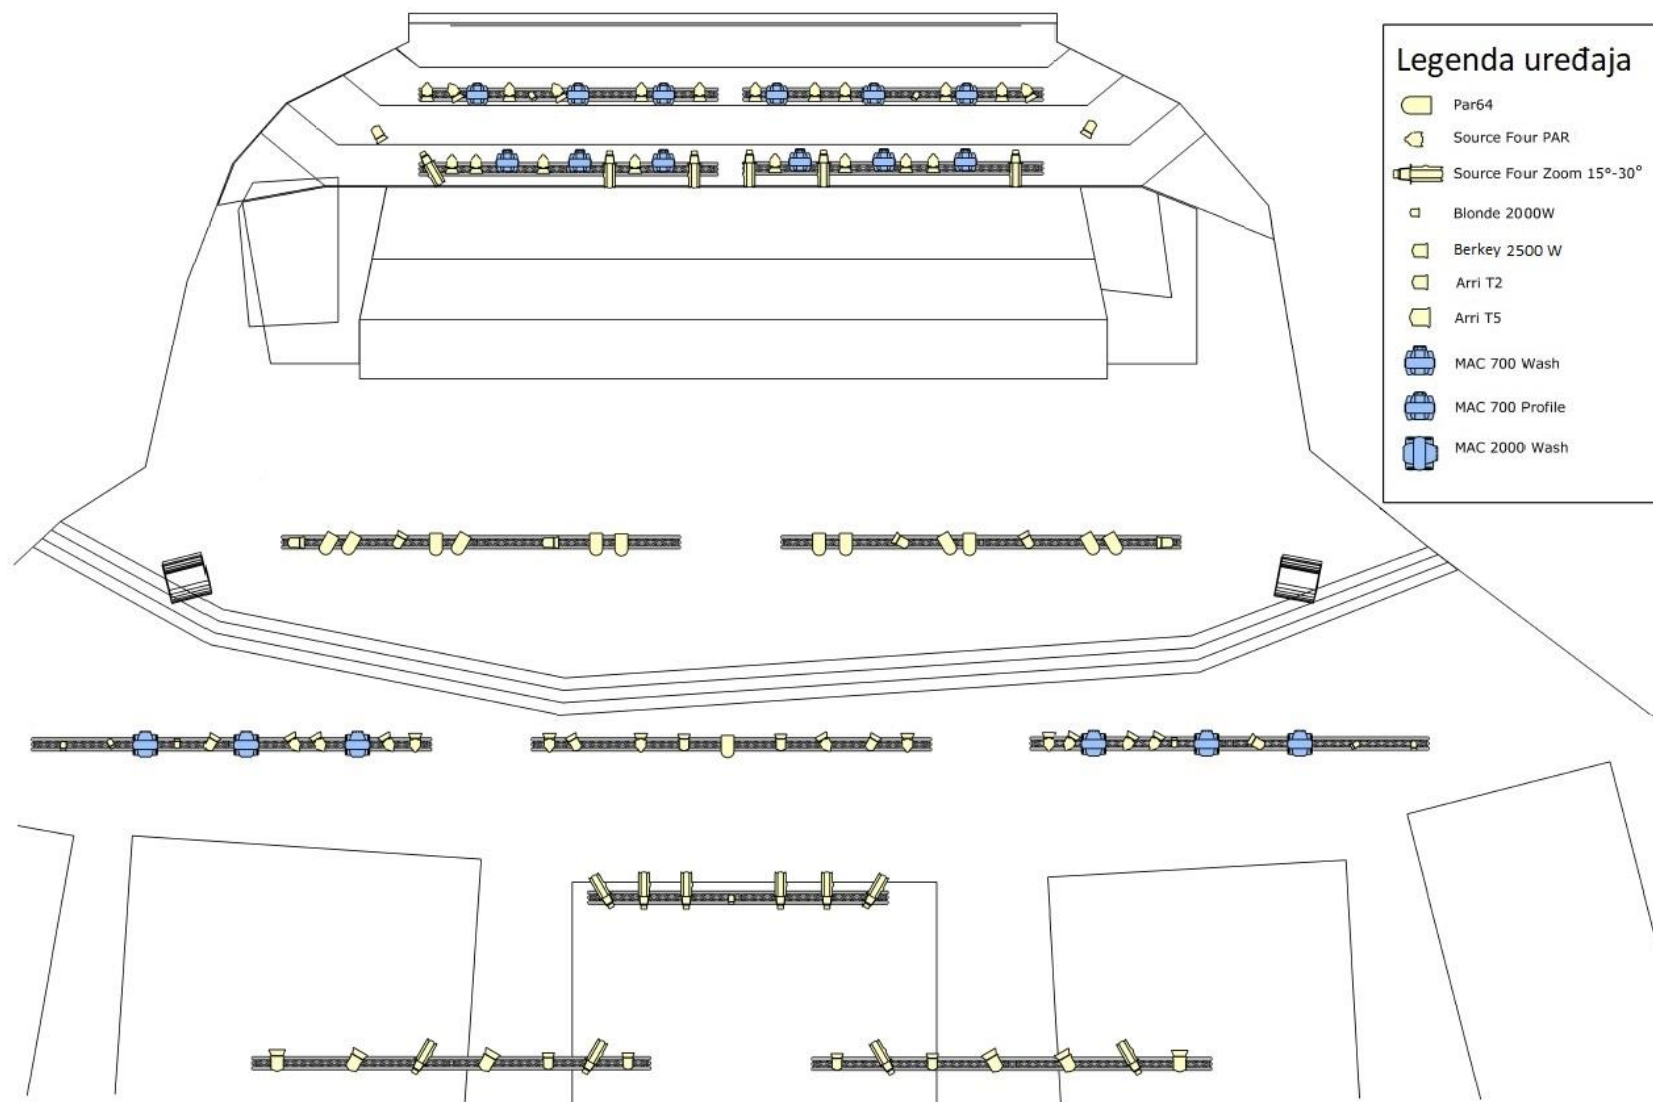 Legenda uređaja
Par64
Source Four PAR
Source Four Zoom 15°-30°
Blonde 2000W
Berkey 2500 W
Arri T2
Arri T5
MAC 700 Wash
MAC 700 Profile
MAC 2000 Wash